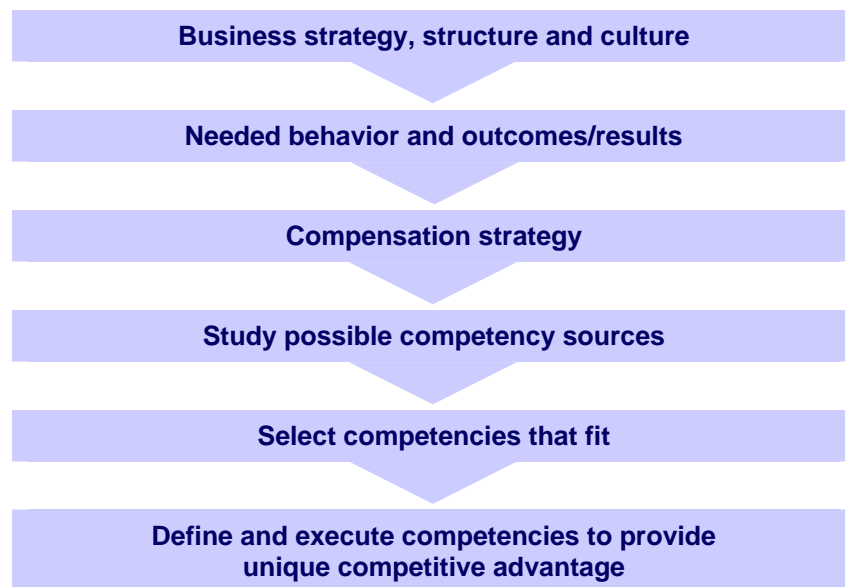 Business strategy, structure and culture
Needed behavior and outcomes/results
Compensation strategy
Study possible competency sources
Select competencies that fit
Define and execute competencies to provide
unique competitive advantage